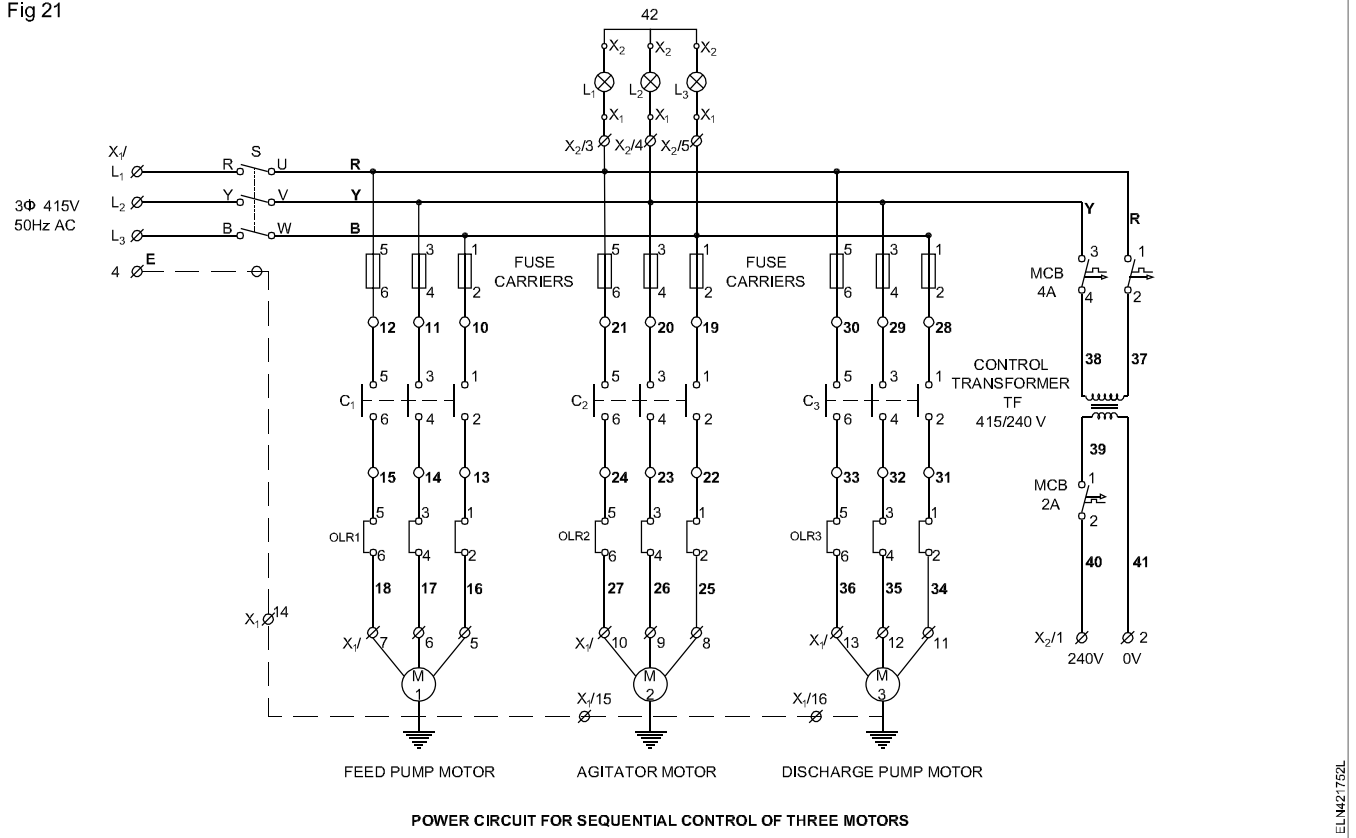 Fig 21
42
X2 X2 X2
L1 L2 L3
X1 X1 X1
X2/3 X2/4 X2/5
X1/
L1 R S U R
L2 Y V Y
L3 B W B
4 E
3Φ 415V
50Hz AC
Y R
5 3 1 5 3 1 5 3 1
FUSE
CARRIERS
FUSE
CARRIERS
6 4 2 6 4 2 6 4 2
MCB
4A
3 1
4 2
12 11 10 21 20 19 30 29 28
38 37
CONTROL
TRANSFORMER
TF
415/240 V
5 3 1 5 3 1 5 3 1
C1 C2 C3
6 4 2 6 4 2 6 4 2
39
15 14 13 24 23 22 33 32 31
MCB
2A
1
2
5 3 1 5 3 1 5 3 1
OLR1 OLR2 OLR3
6 4 2 6 4 2 6 4 2
40 41
18 17 16 27 26 25 36 35 34
X1 14
X1/ 7 6 5 X1/ 10 9 8 X1/ 13 12 11
X2/1 2
240V 0V
M
1
M
2
M
3
X1/15 X1/16
FEED PUMP MOTOR AGITATOR MOTOR DISCHARGE PUMP MOTOR
POWER CIRCUIT FOR SEQUENTIAL CONTROL OF THREE MOTORS
ELN421752L